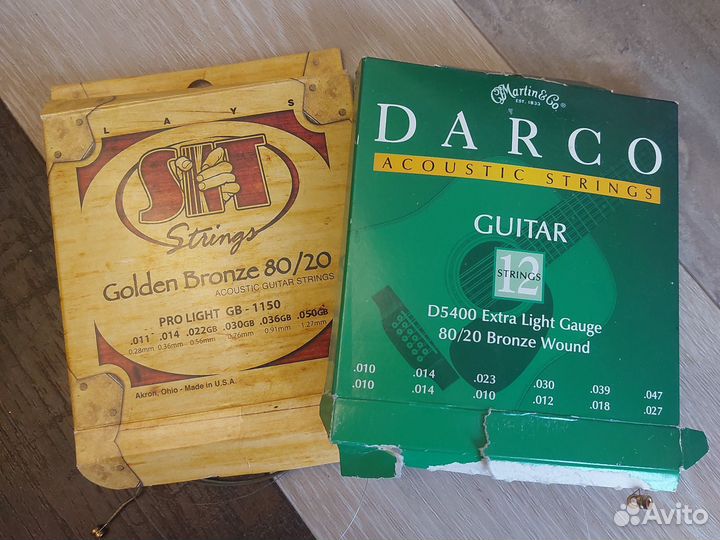 LAYS
SIT
Strings
Golden Bronze 80/20
ACOUSTIC GUITAR STRINGS
PRO LIGHT GB - 1150
.011 .014 .022GB .030GB .036GB .050GB
0.28mm 0.36mm 0.56mm 0.76mm 0.91mm 1.27mm
Akron, Ohio - Made in U.S.A.
Martin & Co
EST. 1833
DARCO
ACOUSTIC STRINGS
GUITAR
12
STRINGS
D5400 Extra Light Gauge
80/20 Bronze Wound
.010 .014 .023 .030 .039 .047
.010 .014 .010 .012 .018 .027
Avito